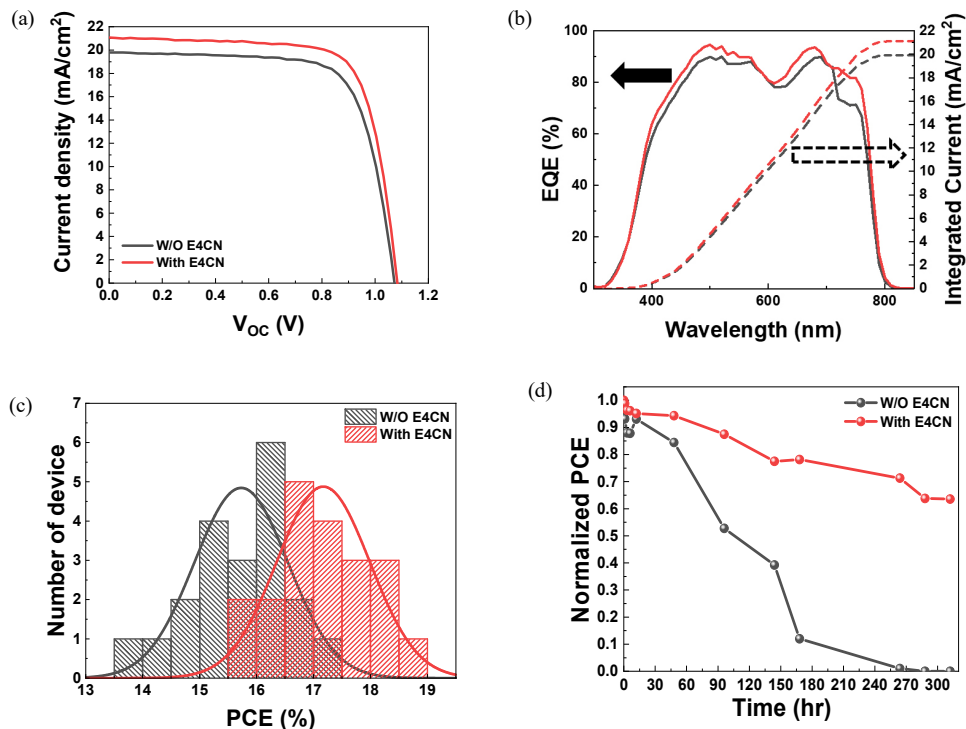 (a)
22
20
18
16
14
12
10
8
6
4
2
0
Current density (mA/cm²)
W/O E4CN
With E4CN
0.0 0.2 0.4 0.6 0.8 1.0 1.2
V_OC (V)
(b)
100
80
60
40
20
0
EQE (%)
22
20
18
16
14
12
10
8
6
4
2
0
Integrated Current (mA/cm²)
400 600 800
Wavelength (nm)
(c)
7
6
5
4
3
2
1
0
Number of device
W/O E4CN
With E4CN
13 14 15 16 17 18 19
PCE (%)
(d)
1.0
0.9
0.8
0.7
0.6
0.5
0.4
0.3
0.2
0.1
0.0
Normalized PCE
W/O E4CN
With E4CN
0 30 60 90 120 150 180 210 240 270 300
Time (hr)